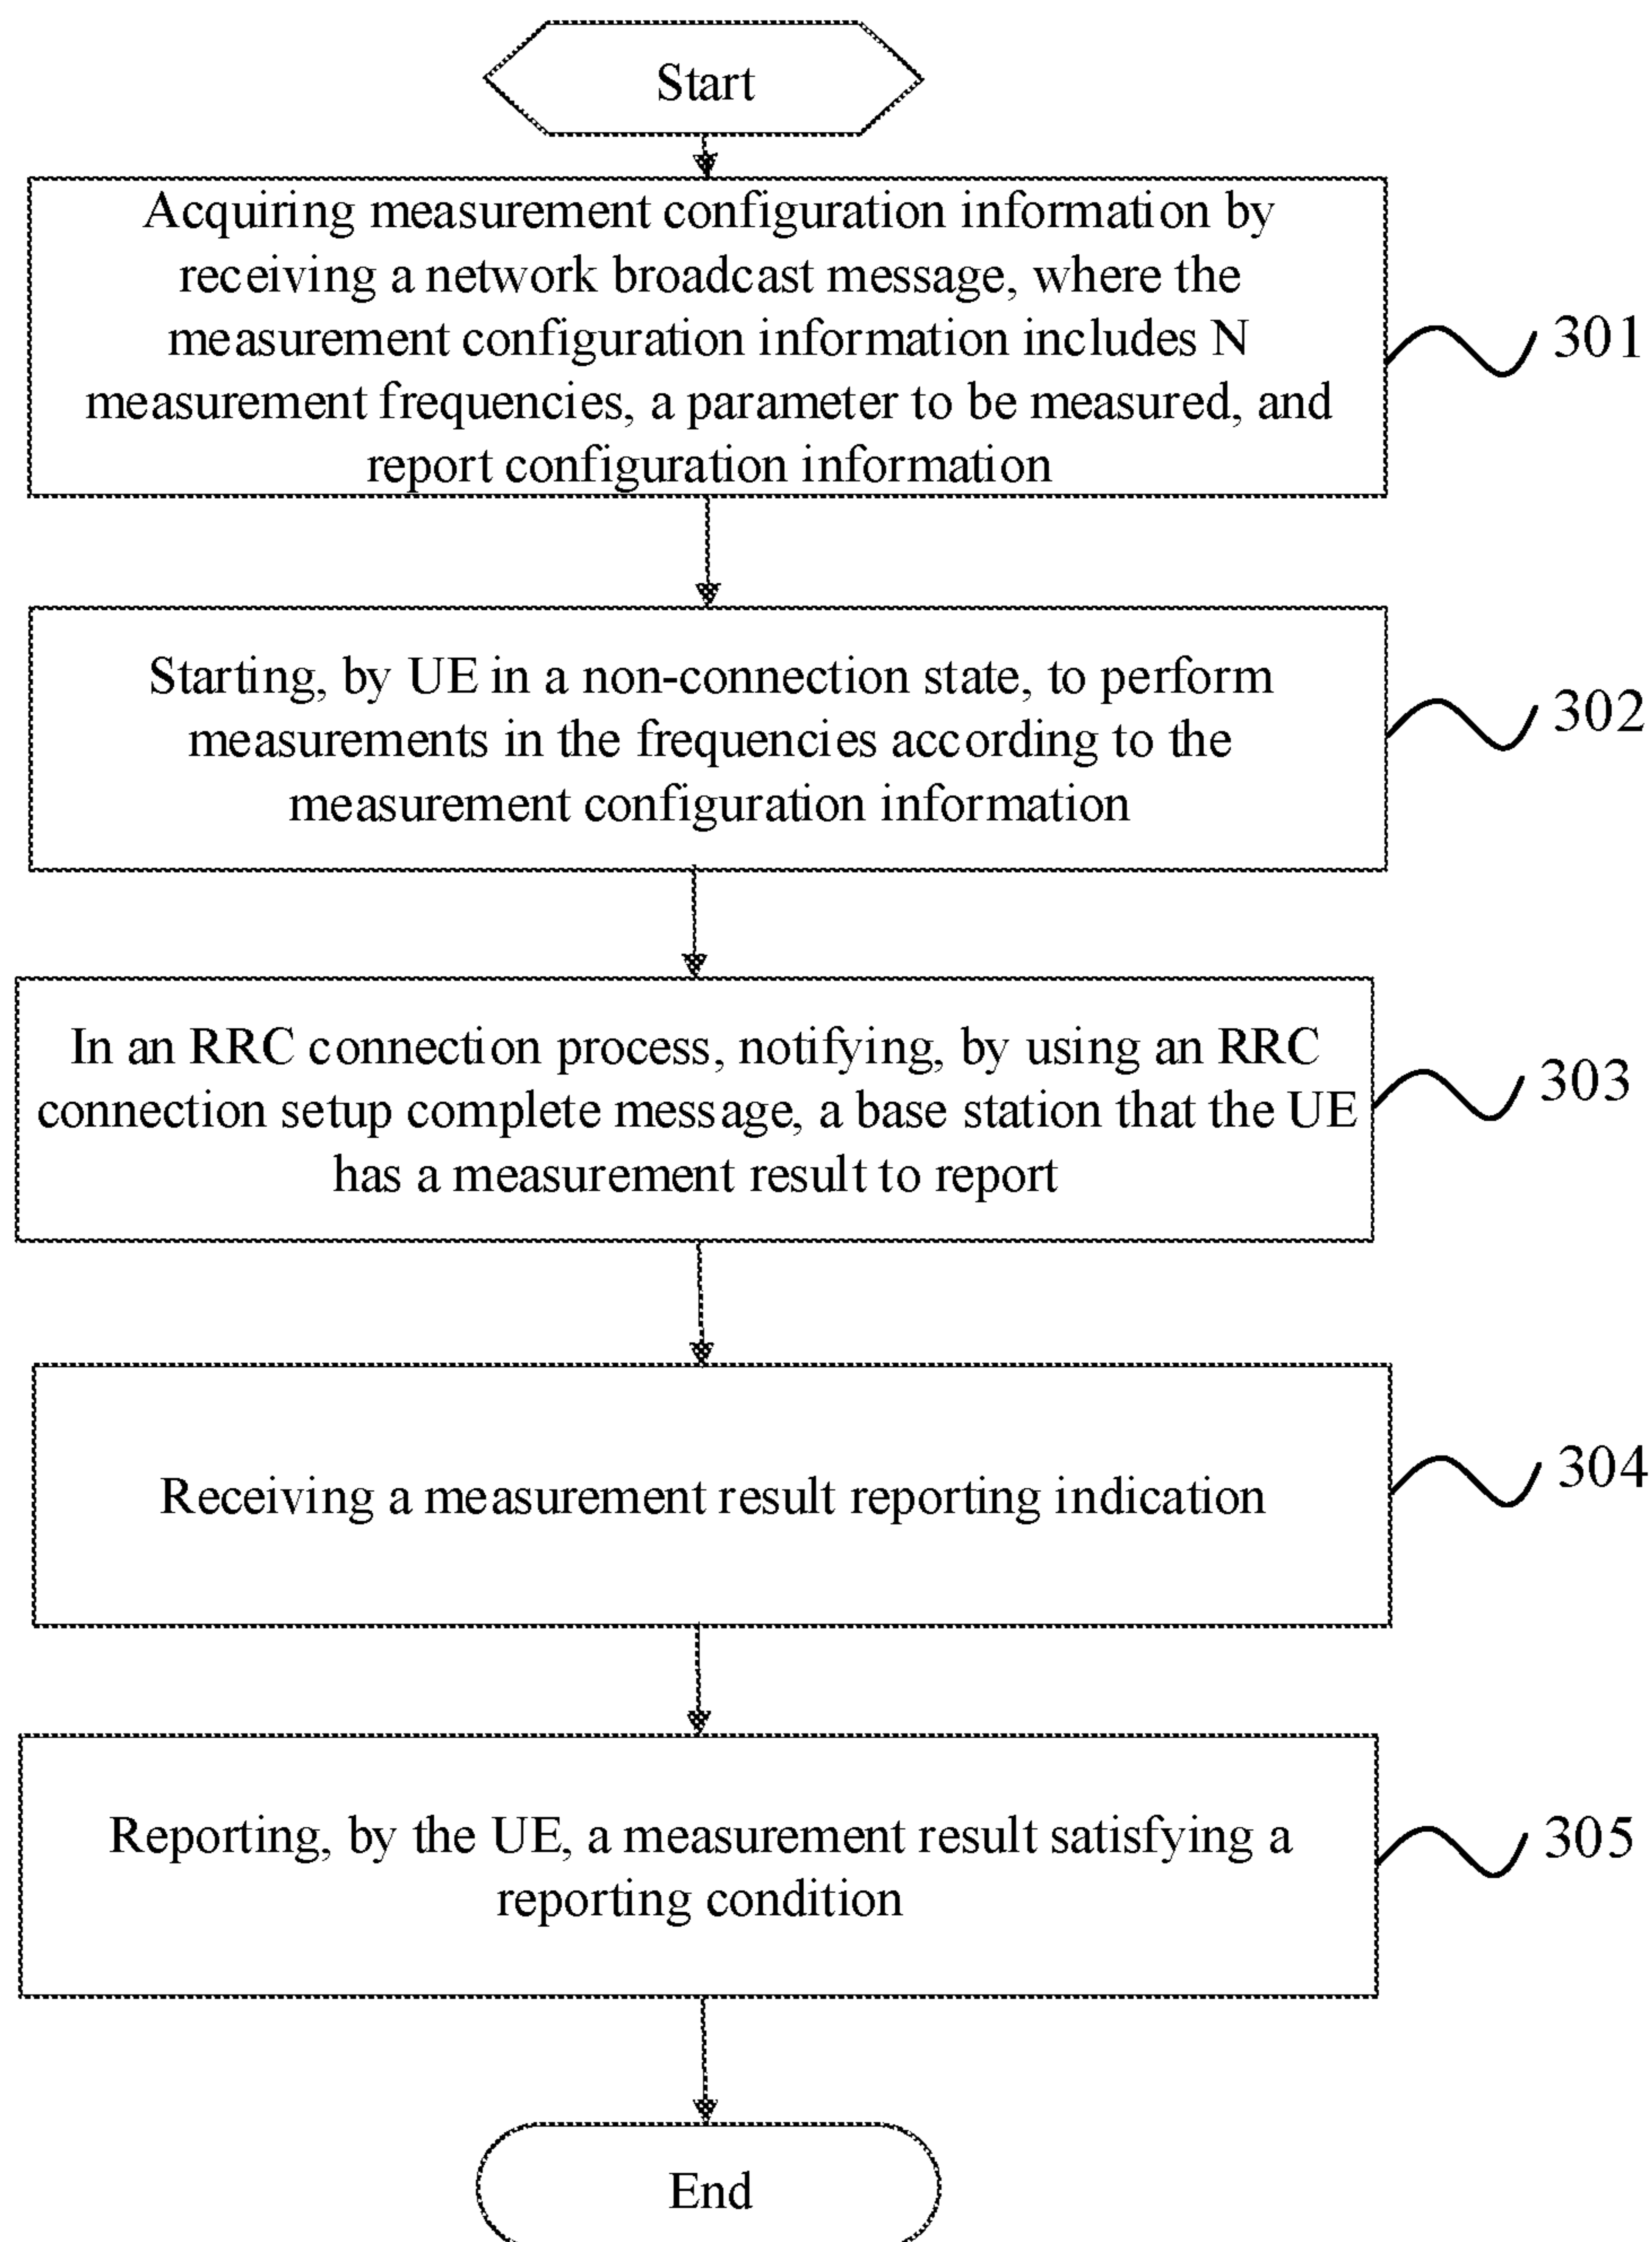 Start
Acquiring measurement configuration information by
receiving a network broadcast message, where the
measurement configuration information includes N
measurement frequencies, a parameter to be measured, and
report configuration information
301
Starting, by UE in a non-connection state, to perform
measurements in the frequencies according to the
measurement configuration information
302
In an RRC connection process, notifying, by using an RRC
connection setup complete message, a base station that the UE
has a measurement result to report
303
Receiving a measurement result reporting indication
304
Reporting, by the UE, a measurement result satisfying a
reporting condition
305
End